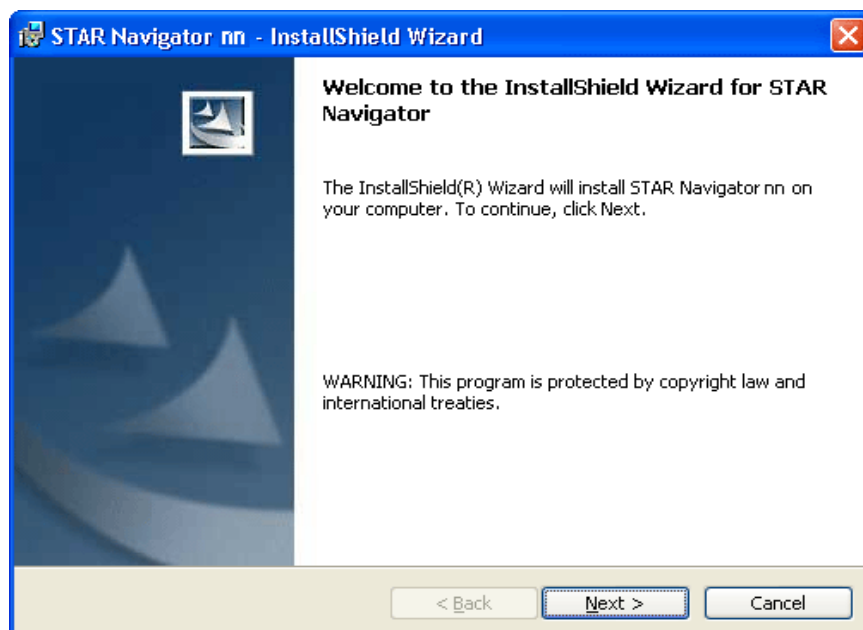 STAR Navigator nn - InstallShield Wizard
Welcome to the InstallShield Wizard for STAR
Navigator
The InstallShield(R) Wizard will install STAR Navigator nn on
your computer. To continue, click Next.
WARNING: This program is protected by copyright law and
international treaties.
< Back
Next >
Cancel